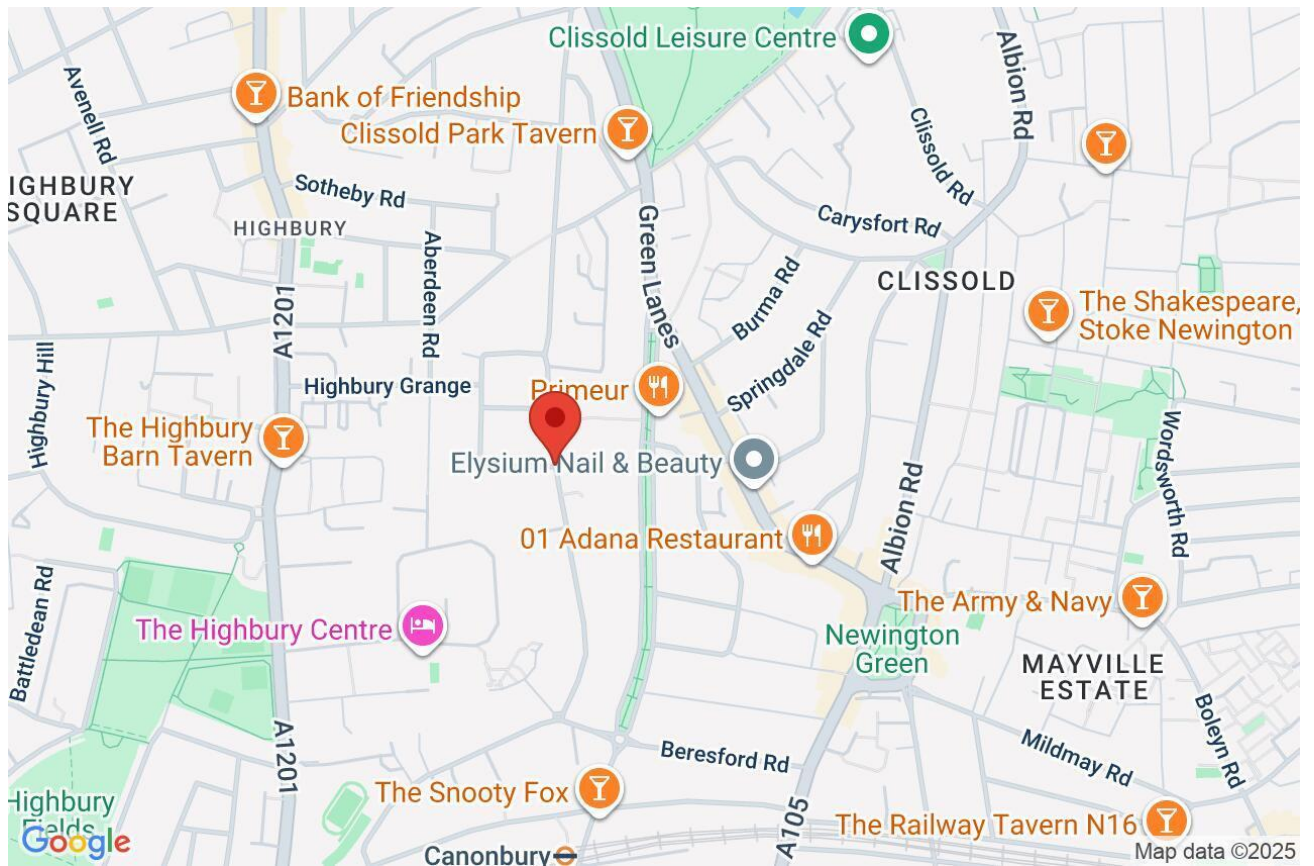 Clissold Leisure Centre
Albion Rd
Avenell Rd
Bank of Friendship
Clissold Park Tavern
Clissold Rd
IGHBURY
SQUARE
Sotheby Rd
HIGHBURY
Green Lanes
Carysfort Rd
Aberdeen Rd
Burma Rd
CLISSOLD
A1201
The Shakespeare,
Stoke Newington
Springdale Rd
Highbury Hill
Highbury Grange
Primeur
The Highbury
Barn Tavern
Elysium Nail & Beauty
Wordsworth Rd
01 Adana Restaurant
Albion Rd
Battledean Rd
The Highbury Centre
The Army & Navy
Newington
Green
MAYVILLE
ESTATE
Boleyn Rd
A1201
Beresford Rd
Mildmay Rd
The Snooty Fox
Highbury
Fields
A105
The Railway Tavern N16
Google
Canonbury
Map data ©2025